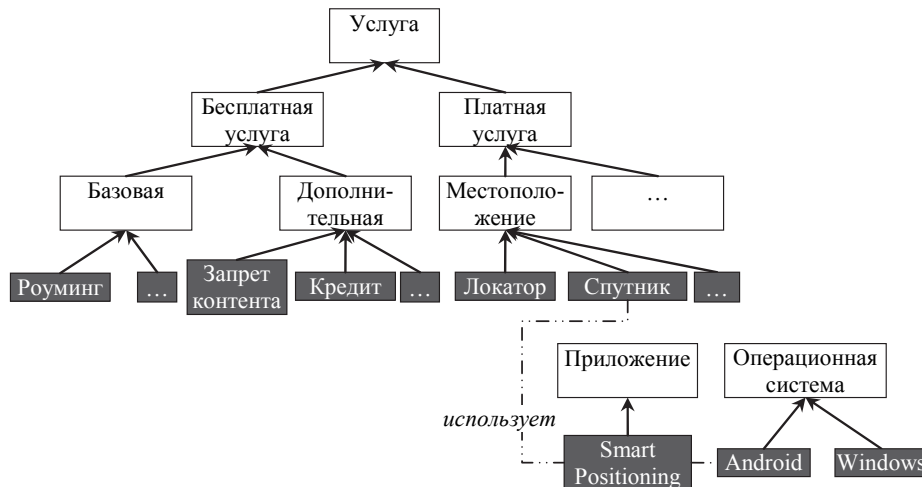 Услуга
Бесплатная
услуга
Платная
услуга
Базовая
Дополни-
тельная
Местополо-
жение
…
Роуминг
…
Запрет
контента
Кредит
…
Локатор
Спутник
…
Приложение
Операционная
система
использует
Smart
Positioning
Android
Windows